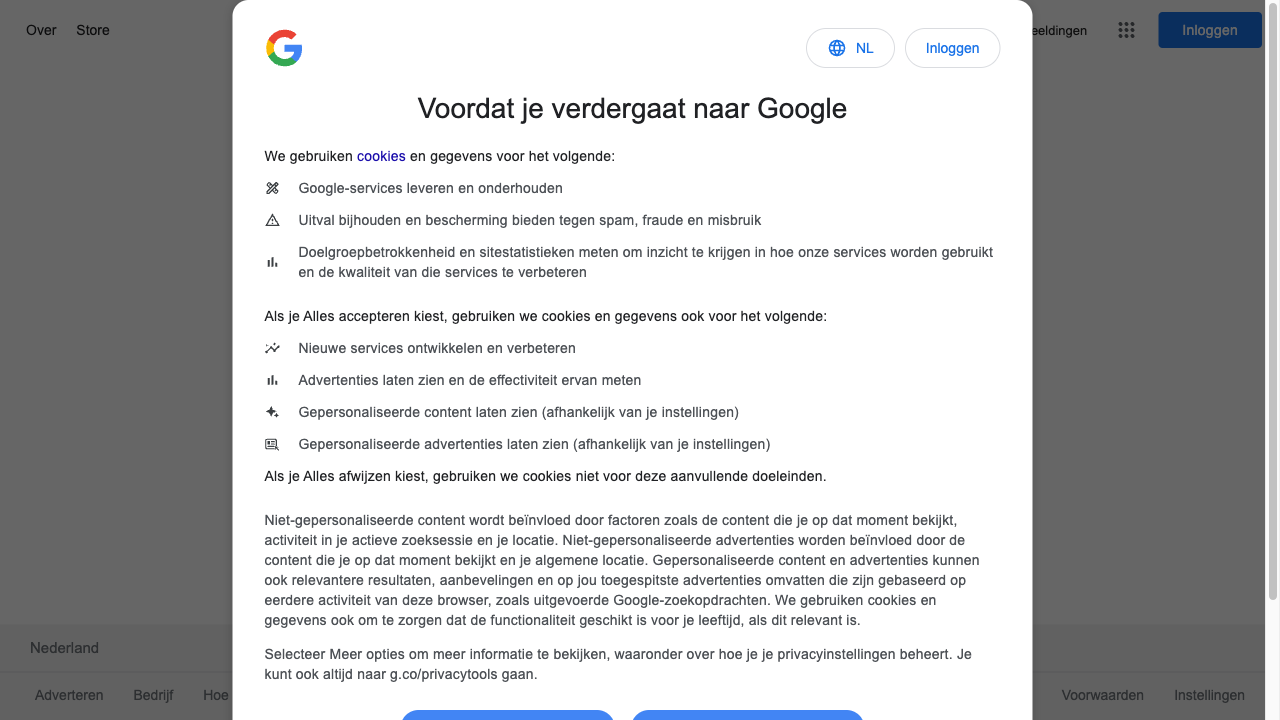 Over Store
eeldingen
Inloggen
NL
Inloggen
Voordat je verdergaat naar Google
We gebruiken cookies en gegevens voor het volgende:
Google-services leveren en onderhouden
Uitval bijhouden en bescherming bieden tegen spam, fraude en misbruik
Doelgroepbetrokkenheid en sitestatistieken meten om inzicht te krijgen in hoe onze services worden gebruikt
en de kwaliteit van die services te verbeteren
Als je Alles accepteren kiest, gebruiken we cookies en gegevens ook voor het volgende:
Nieuwe services ontwikkelen en verbeteren
Advertenties laten zien en de effectiviteit ervan meten
Gepersonaliseerde content laten zien (afhankelijk van je instellingen)
Gepersonaliseerde advertenties laten zien (afhankelijk van je instellingen)
Als je Alles afwijzen kiest, gebruiken we cookies niet voor deze aanvullende doeleinden.
Niet-gepersonaliseerde content wordt beïnvloed door factoren zoals de content die je op dat moment bekijkt,
activiteit in je actieve zoeksessie en je locatie. Niet-gepersonaliseerde advertenties worden beïnvloed door de
content die je op dat moment bekijkt en je algemene locatie. Gepersonaliseerde content en advertenties kunnen
ook relevantere resultaten, aanbevelingen en op jou toegespitste advertenties omvatten die zijn gebaseerd op
eerdere activiteit van deze browser, zoals uitgevoerde Google-zoekopdrachten. We gebruiken cookies en
gegevens ook om te zorgen dat de functionaliteit geschikt is voor je leeftijd, als dit relevant is.
Selecteer Meer opties om meer informatie te bekijken, waaronder over hoe je je privacyinstellingen beheert. Je
kunt ook altijd naar g.co/privacytools gaan.
Nederland
Adverteren Bedrijf Hoe
Voorwaarden Instellingen